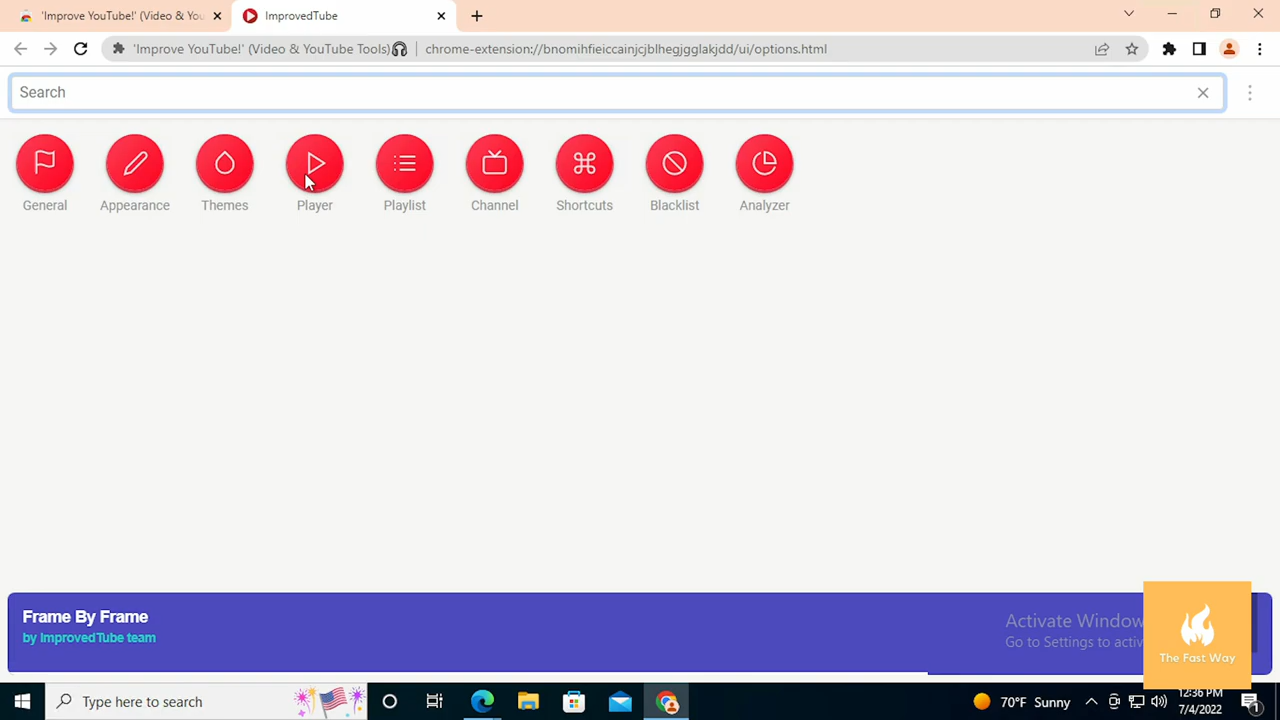 'Improve YouTube!' (Video & You
ImprovedTube
'Improve YouTube!' (Video & YouTube Tools)
chrome-extension://bnomihfieiccainjcjblhegjgglakjdd/ui/options.html
Search
General
Appearance
Themes
Player
Playlist
Channel
Shortcuts
Blacklist
Analyzer
Frame By Frame
by ImprovedTube team
Activate Window
Go to Settings to activ
The Fast Way
Type here to search
70°F Sunny
12:36 PM
7/4/2022
1